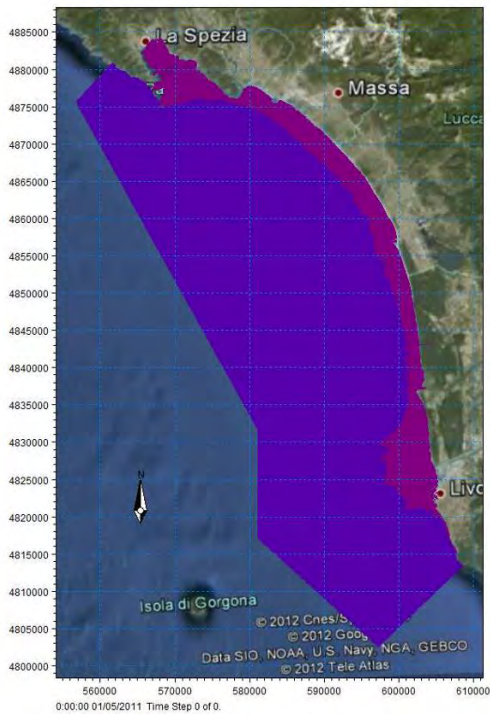 4885000
4880000
4875000
4870000
4865000
4860000
4855000
4850000
4845000
4840000
4835000
4830000
4825000
4820000
4815000
4810000
4805000
4800000
La Spezia
Massa
Lucca
Livo
N
Isola di Gorgona
© 2012 Cnes/S
© 2012 Goog
Data SIO, NOAA, U.S. Navy, NGA, GEBCO
© 2012 Tele Atlas
560000 570000 580000 590000 600000 610000
0:00:00 01/05/2011 Time Step 0 of 0.